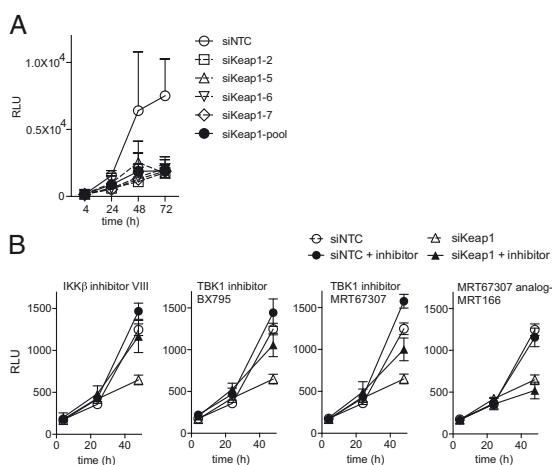 A
siNTC
siKeap1-2
siKeap1-5
siKeap1-6
siKeap1-7
siKeap1-pool
RLU
1.0X10⁴
0.5X10⁴
0
4 24 48 72
time (h)
B
siNTC siKeap1
siNTC + inhibitor siKeap1 + inhibitor
IKKβ inhibitor VIII
TBK1 inhibitor
BX795
TBK1 inhibitor
MRT67307
MRT67307 analog-
MRT166
RLU
1500 1500 1500 1500
1000 1000 1000 1000
500 500 500 500
0 0 0 0
0 20 40 0 20 40 0 20 40 0 20 40
time (h) time (h) time (h) time (h)